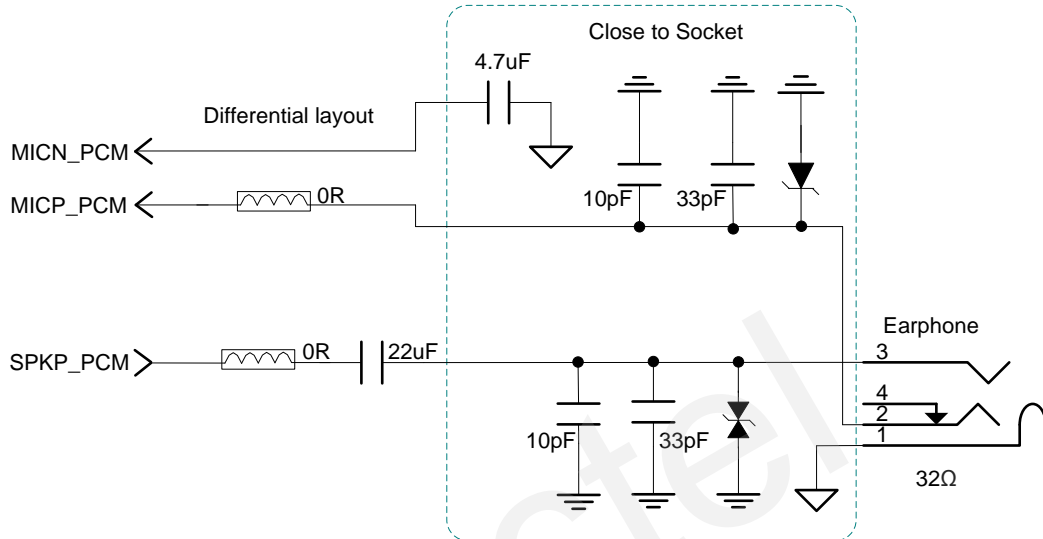 Close to Socket
4.7uF
Differential layout
MICN_PCM
MICP_PCM
0R
10pF
33pF
SPKP_PCM
0R
22uF
Earphone
3
4
2
1
10pF
33pF
32Ω